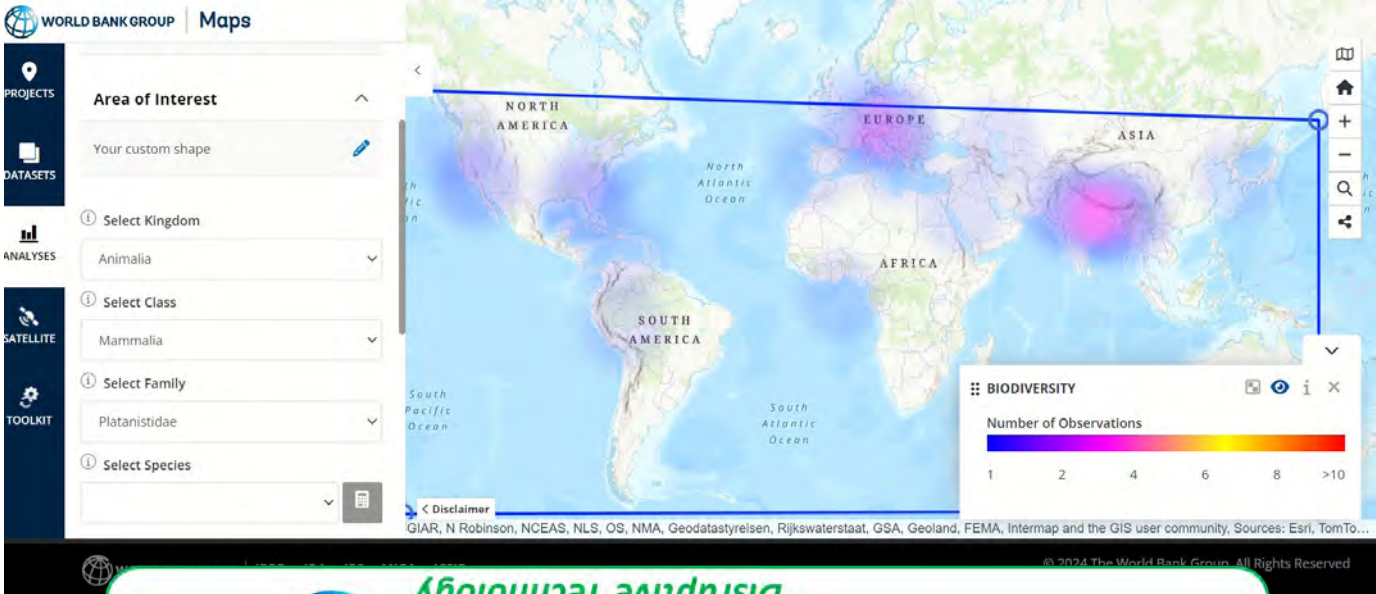 WORLD BANK GROUP
Maps
PROJECTS
DATASETS
ANALYSES
SATELLITE
TOOLKIT
Area of Interest
Your custom shape
Select Kingdom
Animalia
Select Class
Mammalia
Select Family
Platanistidae
Select Species
NORTH
AMERICA
EUROPE
ASIA
North
Atlantic
Ocean
AFRICA
SOUTH
AMERICA
South
Pacific
Ocean
South
Atlantic
Ocean
BIODIVERSITY
Number of Observations
1 2 4 6 8 >10
< Disclaimer
GIAR, N Robinson, NCEAS, NLS, OS, NMA, Geodatastyrelsen, Rijkswaterstaat, GSA, Geoland, FEMA, Intermap and the GIS user community, Sources: Esri, TomTo...
© 2024 The World Bank Group, All Rights Reserved
Disruptive Technology